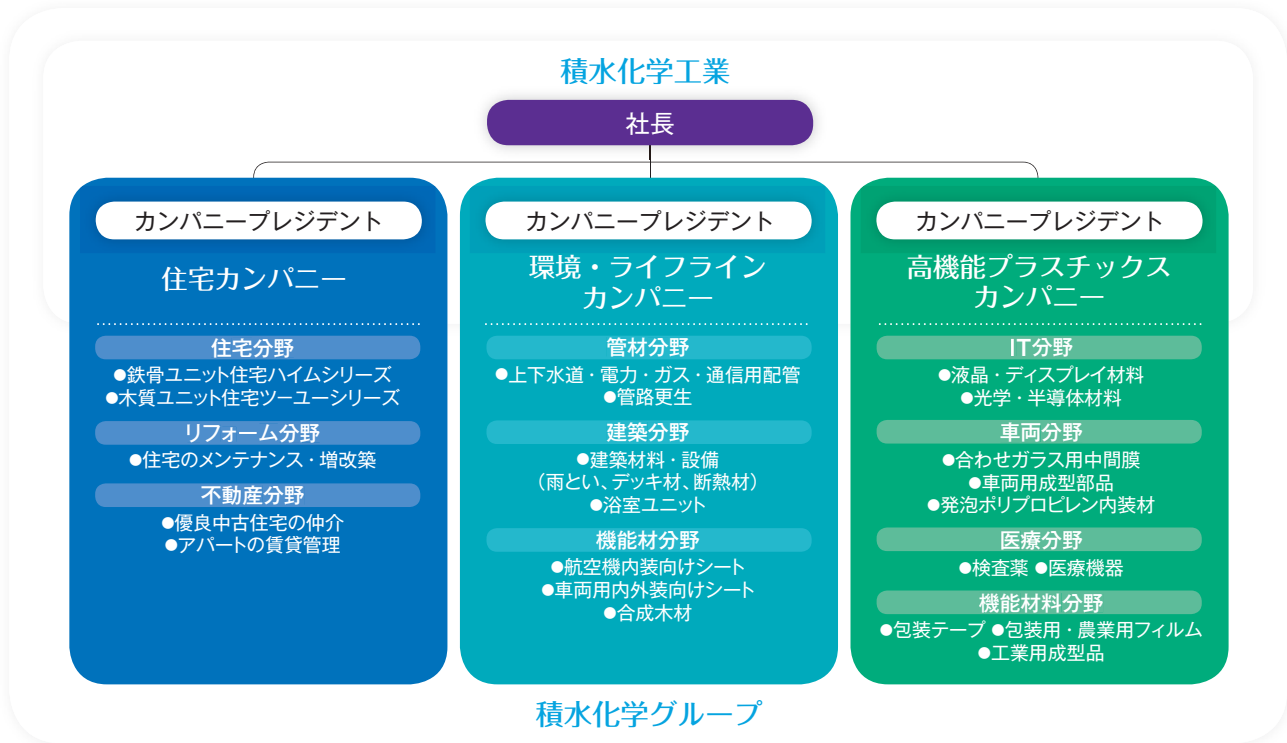 積水化学工業
社長
カンパニープレジデント
住宅カンパニー
住宅分野
●鉄骨ユニット住宅ハイムシリーズ
●木質ユニット住宅ツーユーシリーズ
リフォーム分野
●住宅のメンテナンス・増改築
不動産分野
●優良中古住宅の仲介
●アパートの賃貸管理
カンパニープレジデント
環境・ライフライン
カンパニー
管材分野
●上下水道・電力・ガス・通信用配管
●管路更生
建築分野
●建築材料・設備
（雨とい、デッキ材、断熱材）
●浴室ユニット
機能材分野
●航空機内装向けシート
●車両用内外装向けシート
●合成木材
カンパニープレジデント
高機能プラスチックス
カンパニー
IT分野
●液晶・ディスプレイ材料
●光学・半導体材料
車両分野
●合わせガラス用中間膜
●車両用成型部品
●発泡ポリプロピレン内装材
医療分野
●検査薬 ●医療機器
機能材料分野
●包装テープ ●包装用・農業用フィルム
●工業用成型品
積水化学グループ